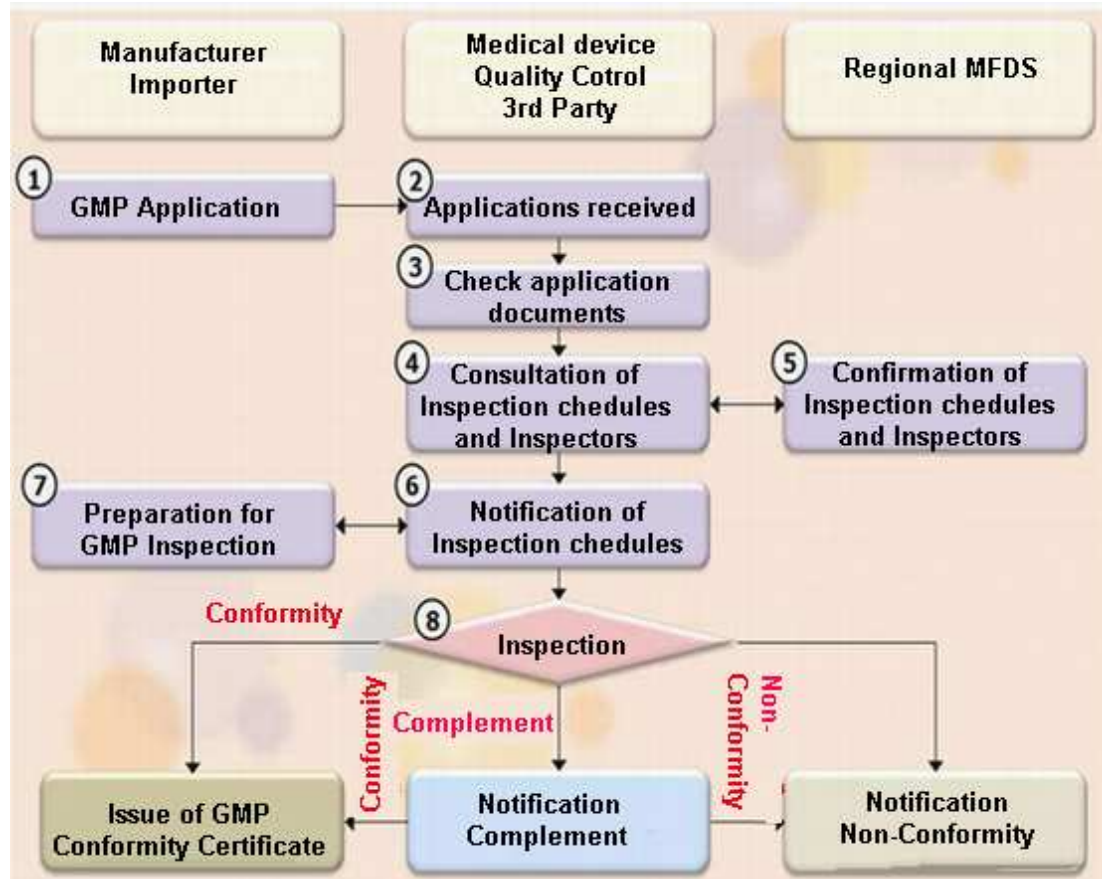 Manufacturer
Importer
Medical device
Quality Cotrol
3rd Party
Regional MFDS
1
GMP Application
2
Applications received
3
Check application
documents
4
Consultation of
Inspection chedules
and Inspectors
5
Confirmation of
Inspection chedules
and Inspectors
7
Preparation for
GMP Inspection
6
Notification of
Inspection chedules
Conformity
8
Inspection
Conformity
Complement
Non-
Conformity
Issue of GMP
Conformity Certificate
Notification
Complement
Notification
Non-Conformity